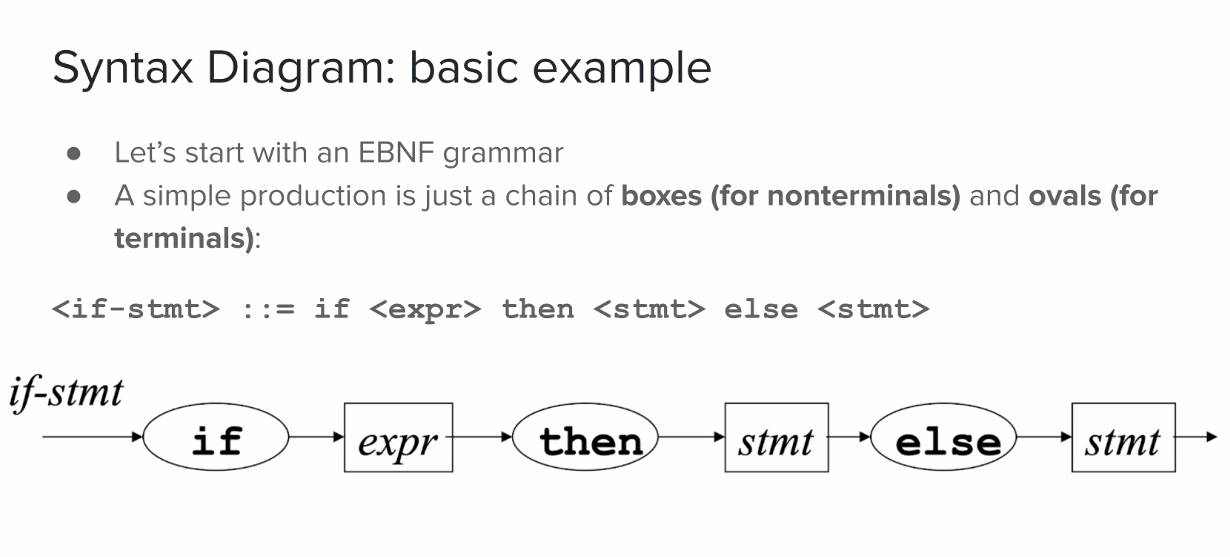 Syntax Diagram: basic example
● Let’s start with an EBNF grammar
● A simple production is just a chain of boxes (for nonterminals) and ovals (for
terminals):
<if-stmt> ::= if <expr> then <stmt> else <stmt>
if-stmt
if expr then stmt else stmt